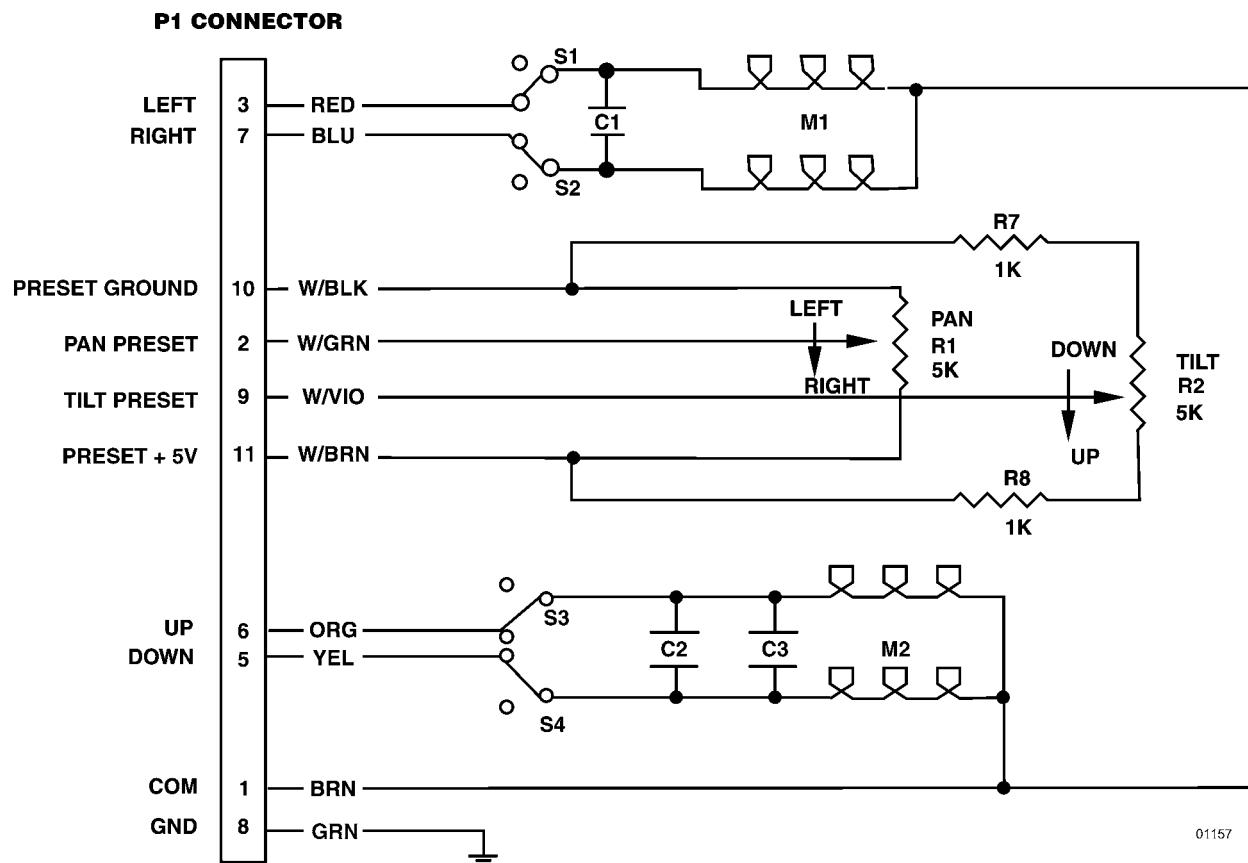 P1 CONNECTOR
LEFT 3 RED
RIGHT 7 BLU
S1
C1
S2
M1
PRESET GROUND 10 W/BLK
PAN PRESET 2 W/GRN
TILT PRESET 9 W/VIO
PRESET + 5V 11 W/BRN
LEFT
RIGHT
PAN
R1
5K
R7
1K
DOWN
UP
TILT
R2
5K
R8
1K
UP 6 ORG
DOWN 5 YEL
S3
S4
C2
C3
M2
COM 1 BRN
GND 8 GRN
01157